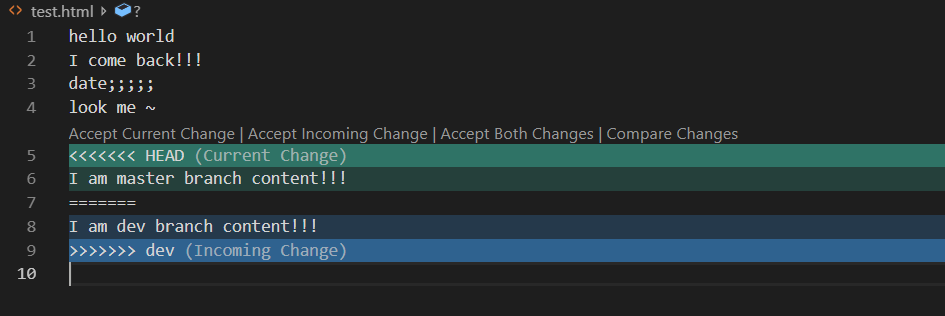 <> test.html > ?
1 hello world
2 I come back!!!
3 date;;;;;
4 look me ~
Accept Current Change | Accept Incoming Change | Accept Both Changes | Compare Changes
5 <<<<<<< HEAD (Current Change)
6 I am master branch content!!!
7 =======
8 I am dev branch content!!!
9 >>>>>>> dev (Incoming Change)
10